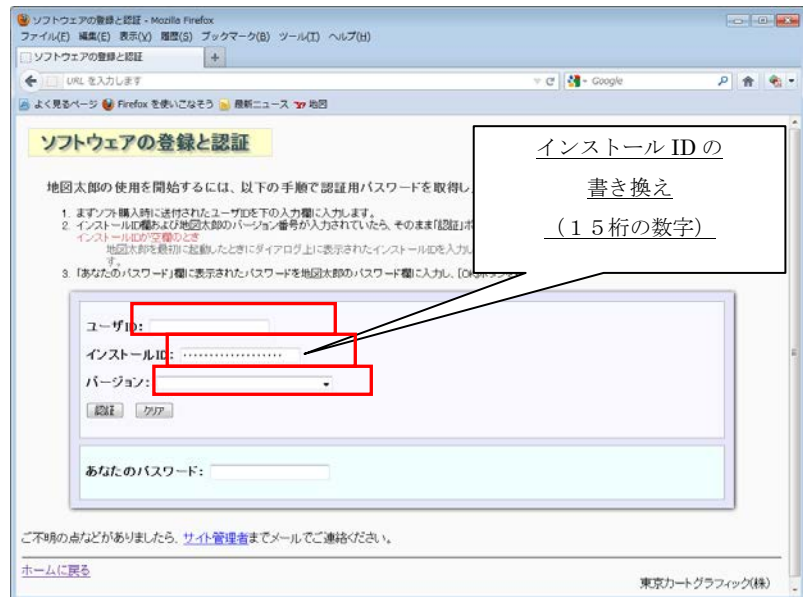 ソフトウェアの登録と認証 - Mozilla Firefox
ファイル(F) 編集(E) 表示(V) 履歴(S) ブックマーク(B) ツール(T) ヘルプ(H)
ソフトウェアの登録と認証 +
URL を入力します Google
よく見るページ Firefox を使いこなそう 最新ニュース 地図
ソフトウェアの登録と認証
地図太郎の使用を開始するには、以下の手順で認証用パスワードを取得し
1. まずソフト購入時に送付されたユーザIDを下の入力欄に入力します。
2. インストールID欄および地図太郎のバージョン番号が入力されていたら、そのまま「認証」ボ
インストールIDが空欄のとき
地図太郎を最初に起動したときにダイアログ上に表示されたインストールIDを入力し
す。
3. 「あなたのパスワード」欄に表示されたパスワードを地図太郎のパスワード欄に入力し、[OK]ボタンを
インストール ID の
書き換え
(15桁の数字)
ユーザID:
インストールID: ...................
バージョン:
認証 クリア
あなたのパスワード:
ご不明の点などがありましたら、サイト管理者までメールでご連絡ください。
ホームに戻る
東京カートグラフィック(株)